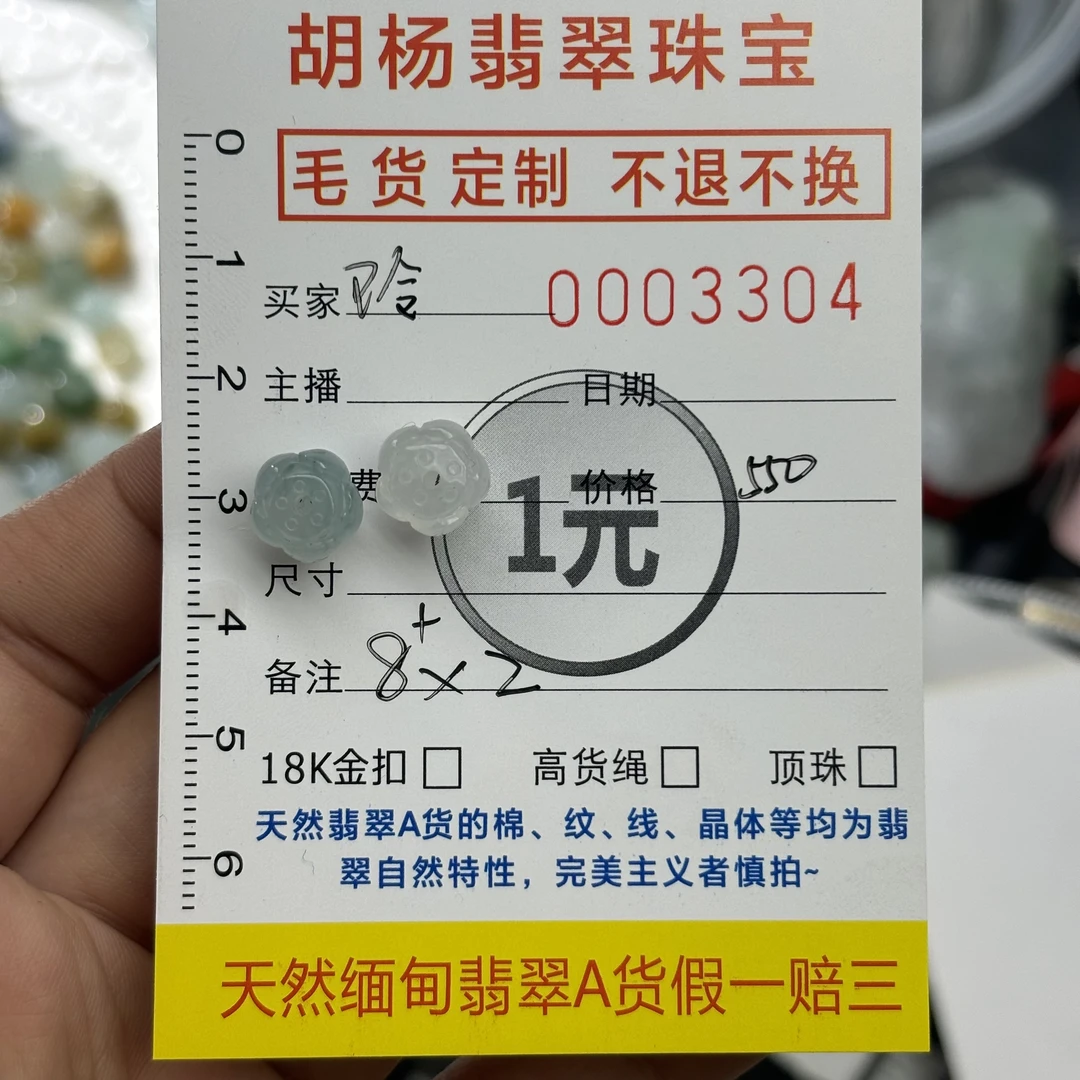 胡杨翡翠珠宝
毛货定制 不退不换
0
1
2
3
4
5
6
买家 哈 0003304
主播 日期
费 价格 550
1元
尺寸
备注 8+×2
18K金扣 □ 高货绳 □ 顶珠 □
天然翡翠A货的棉、纹、线、晶体等均为翡
翠自然特性，完美主义者慎拍~
天然缅甸翡翠A货假一赔三